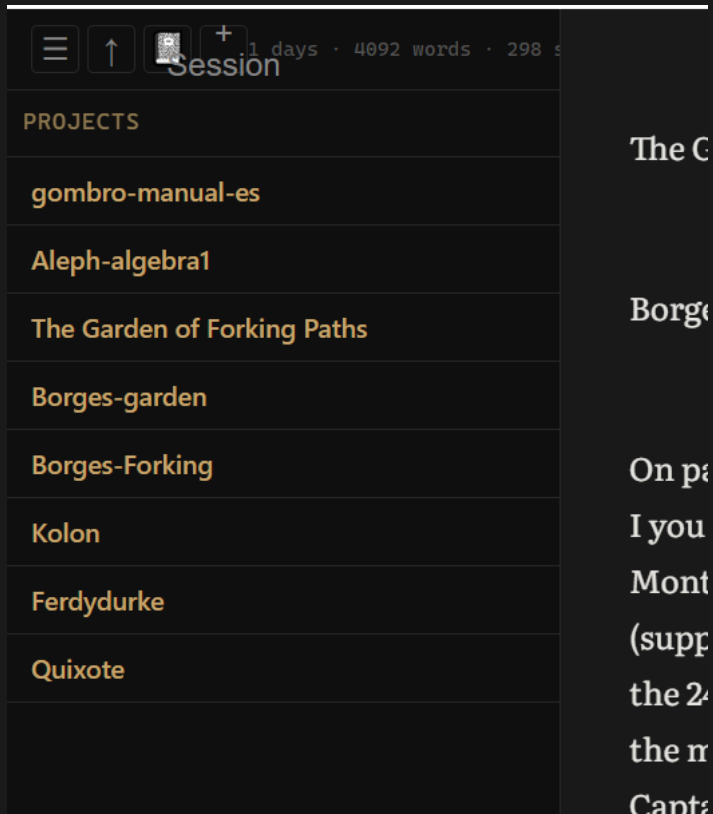 ☰ ↑ + Session 1 days · 4092 words · 298 s
PROJECTS
gombro-manual-es
Aleph-algebra1
The Garden of Forking Paths
Borges-garden
Borges-Forking
Kolon
Ferdydurke
Quixote
The G
Borge
On pa
I you
Mont
(supp
the 24
the m
Capta